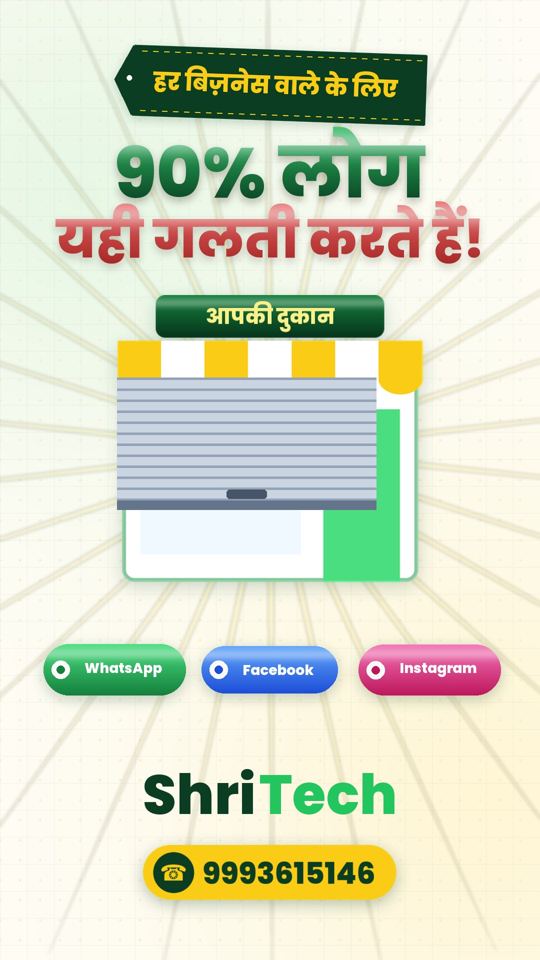 हर बिज़नेस वाले के लिए
90% लोग
यही गलती करते हैं!
आपकी दुकान
WhatsApp
Facebook
Instagram
ShriTech
☎ 9993615146